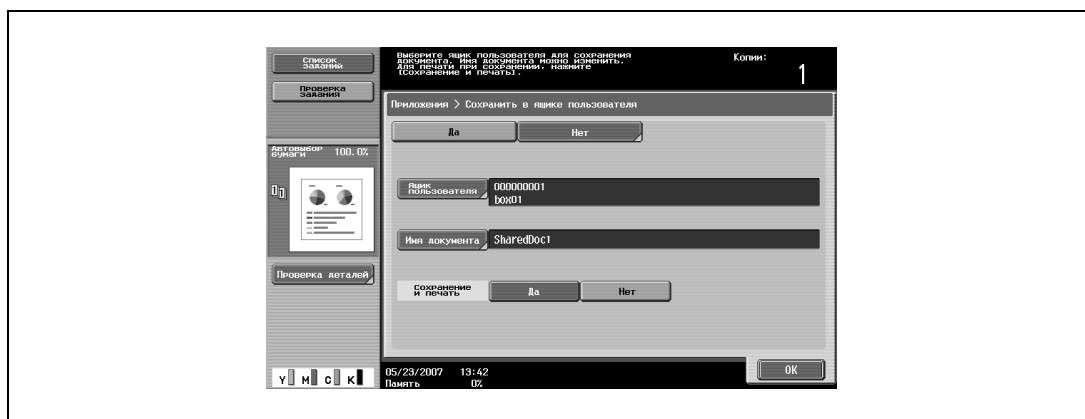 Список
заданий
Проверка
задания
Автовыбор
бумаги
100.0%
Проверка деталей
Y M C K
Выберите ящик пользователя для сохранения
документа. Имя документа можно изменить.
Для печати при сохранении, нажмите
[Сохранение и печать].
Копии:
1
Приложения > Сохранить в ящике пользователя
Да
Нет
Ящик
пользователя
000000001
box01
Имя документа
SharedDoc1
Сохранение
и печать
Да
Нет
05/23/2007 13:42
Память 0%
OK